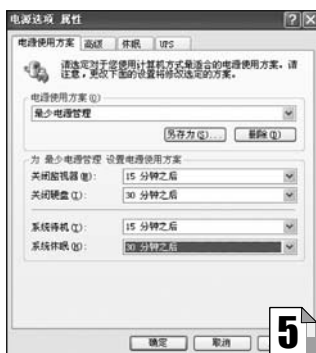 电源选项 属性
电源使用方案 高级 休眠 UPS
请选定对于您使用计算机方式最适合的电源使用方案。请
注意，更改下面的设置将修改选定的方案。
电源使用方案(C)
最少电源管理
另存为(S)... 删除(D)
为 最少电源管理 设置电源使用方案
关闭监视器(M): 15 分钟之后
关闭硬盘(I): 30 分钟之后
系统待机(T): 15 分钟之后
系统休眠(H): 30 分钟之后
确定 取消
5